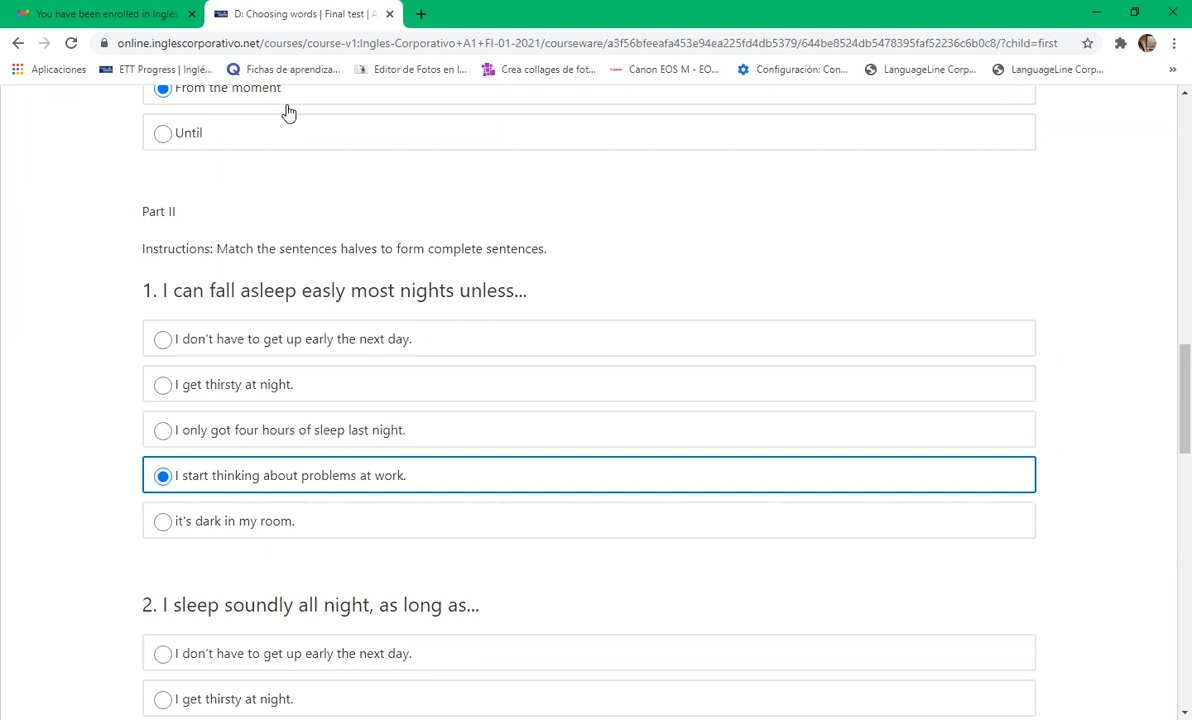 You have been enrolled in Inglés
D: Choosing words | Final test | A
online.inglescorporativo.net/courses/course-v1:Ingles-Corporativo+A1+FI-01-2021/courseware/a3f56bfeeafa453e94ea225fd4db5379/644be8524db5478395faf52236c6b0c8/?child=first
Aplicaciones ETT Progress | Inglé... Fichas de aprendiza... Editor de Fotos en l... Crea collages de fot... Canon EOS M - EO... Configuración: Con... LanguageLine Corp... LanguageLine Corp... »
From the moment
Until
Part II
Instructions: Match the sentences halves to form complete sentences.
1. I can fall asleep easly most nights unless...
I don't have to get up early the next day.
I get thirsty at night.
I only got four hours of sleep last night.
I start thinking about problems at work.
it's dark in my room.
2. I sleep soundly all night, as long as...
I don't have to get up early the next day.
I get thirsty at night.